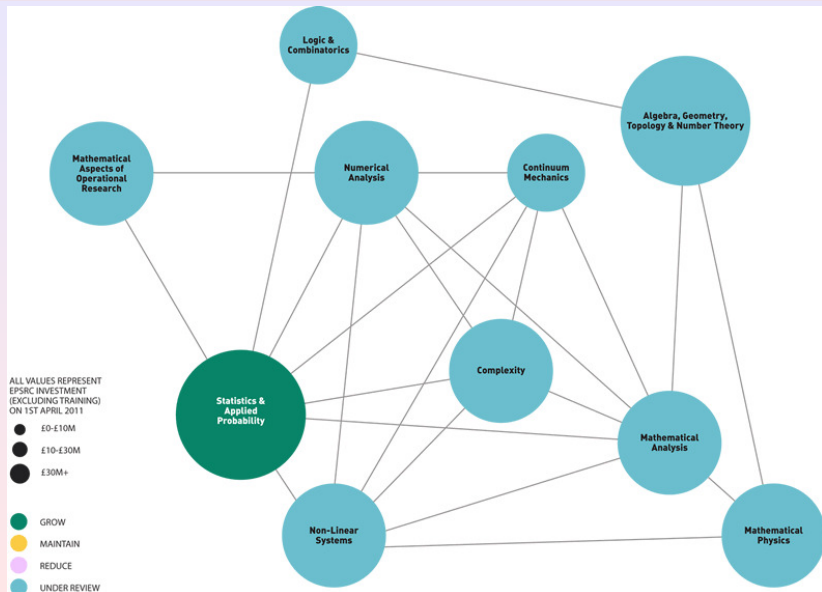 Logic &
Combinatorics
Algebra, Geometry,
Topology & Number Theory
Mathematical
Aspects of
Operational
Research
Numerical
Analysis
Continuum
Mechanics
Complexity
Statistics &
Applied
Probability
Mathematical
Analysis
Non-Linear
Systems
Mathematical
Physics
ALL VALUES REPRESENT
EPSRC INVESTMENT
(EXCLUDING TRAINING)
ON 1ST APRIL 2011
£0-£10M
£10-£30M
£30M+
GROW
MAINTAIN
REDUCE
UNDER REVIEW